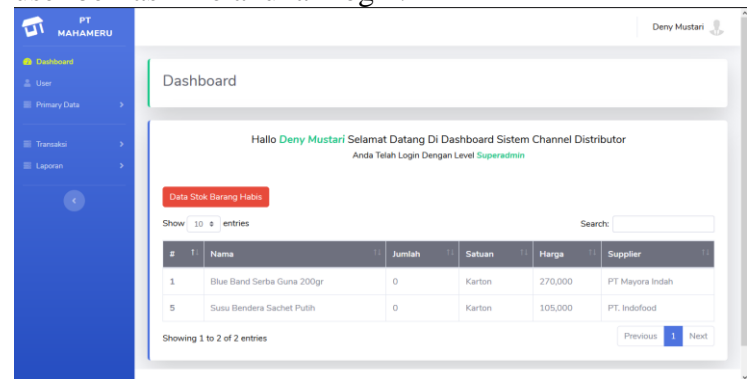 PT
MAHAMERU
Deny Mustari
Dashboard
User
Primary Data
Transaksi
Laporan
Dashboard
Hallo Deny Mustari Selamat Datang Di Dashboard Sistem Channel Distributor
Anda Telah Login Dengan Level Superadmin
Data Stok Barang Habis
Show 10 entries
Search:
# Nama Jumlah Satuan Harga Supplier
1 Blue Band Serba Guna 200gr 0 Karton 270,000 PT Mayora Indah
5 Susu Bendera Sachet Putih 0 Karton 105,000 PT. Indofood
Showing 1 to 2 of 2 entries
Previous 1 Next